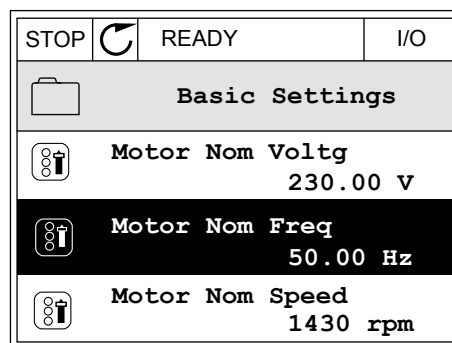 STOP READY I/O
Basic Settings
Motor Nom Voltg
230.00 V
Motor Nom Freq
50.00 Hz
Motor Nom Speed
1430 rpm